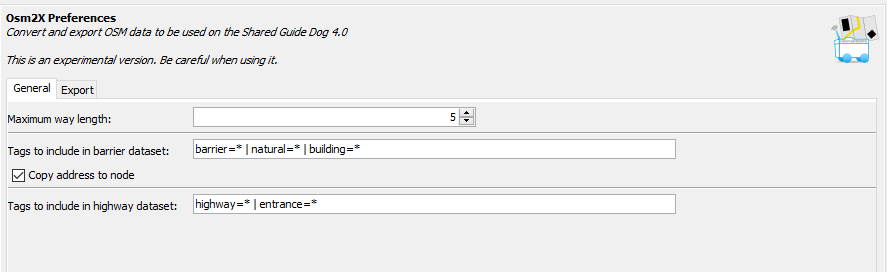 Osm2X Preferences
Convert and export OSM data to be used on the Shared Guide Dog 4.0
This is an experimental version. Be careful when using it.
General Export
Maximum way length: 5
Tags to include in barrier dataset: barrier=* | natural=* | building=*
Copy address to node
Tags to include in highway dataset: highway=* | entrance=*